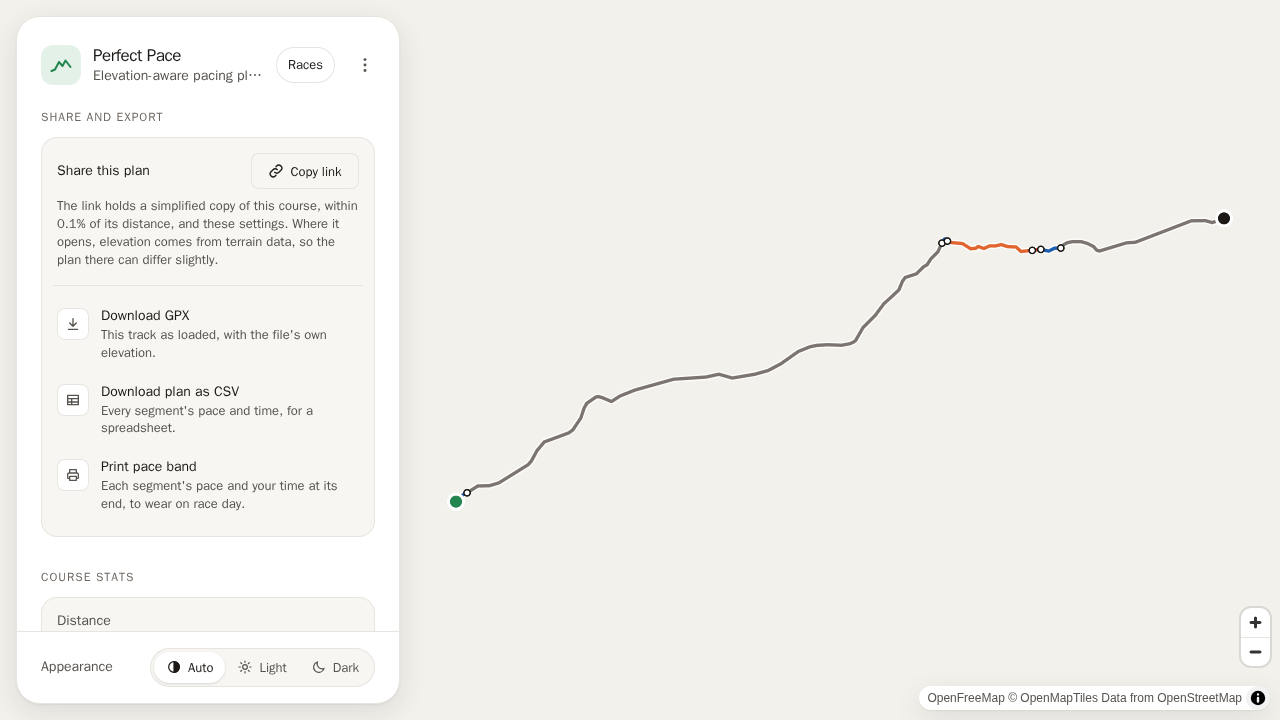 Perfect Pace
Elevation-aware pacing pl···
Races
SHARE AND EXPORT
Share this plan
Copy link
The link holds a simplified copy of this course, within
0.1% of its distance, and these settings. Where it
opens, elevation comes from terrain data, so the
plan there can differ slightly.
Download GPX
This track as loaded, with the file's own
elevation.
Download plan as CSV
Every segment's pace and time, for a
spreadsheet.
Print pace band
Each segment's pace and your time at its
end, to wear on race day.
COURSE STATS
Distance
Appearance
Auto
Light
Dark
OpenFreeMap © OpenMapTiles Data from OpenStreetMap